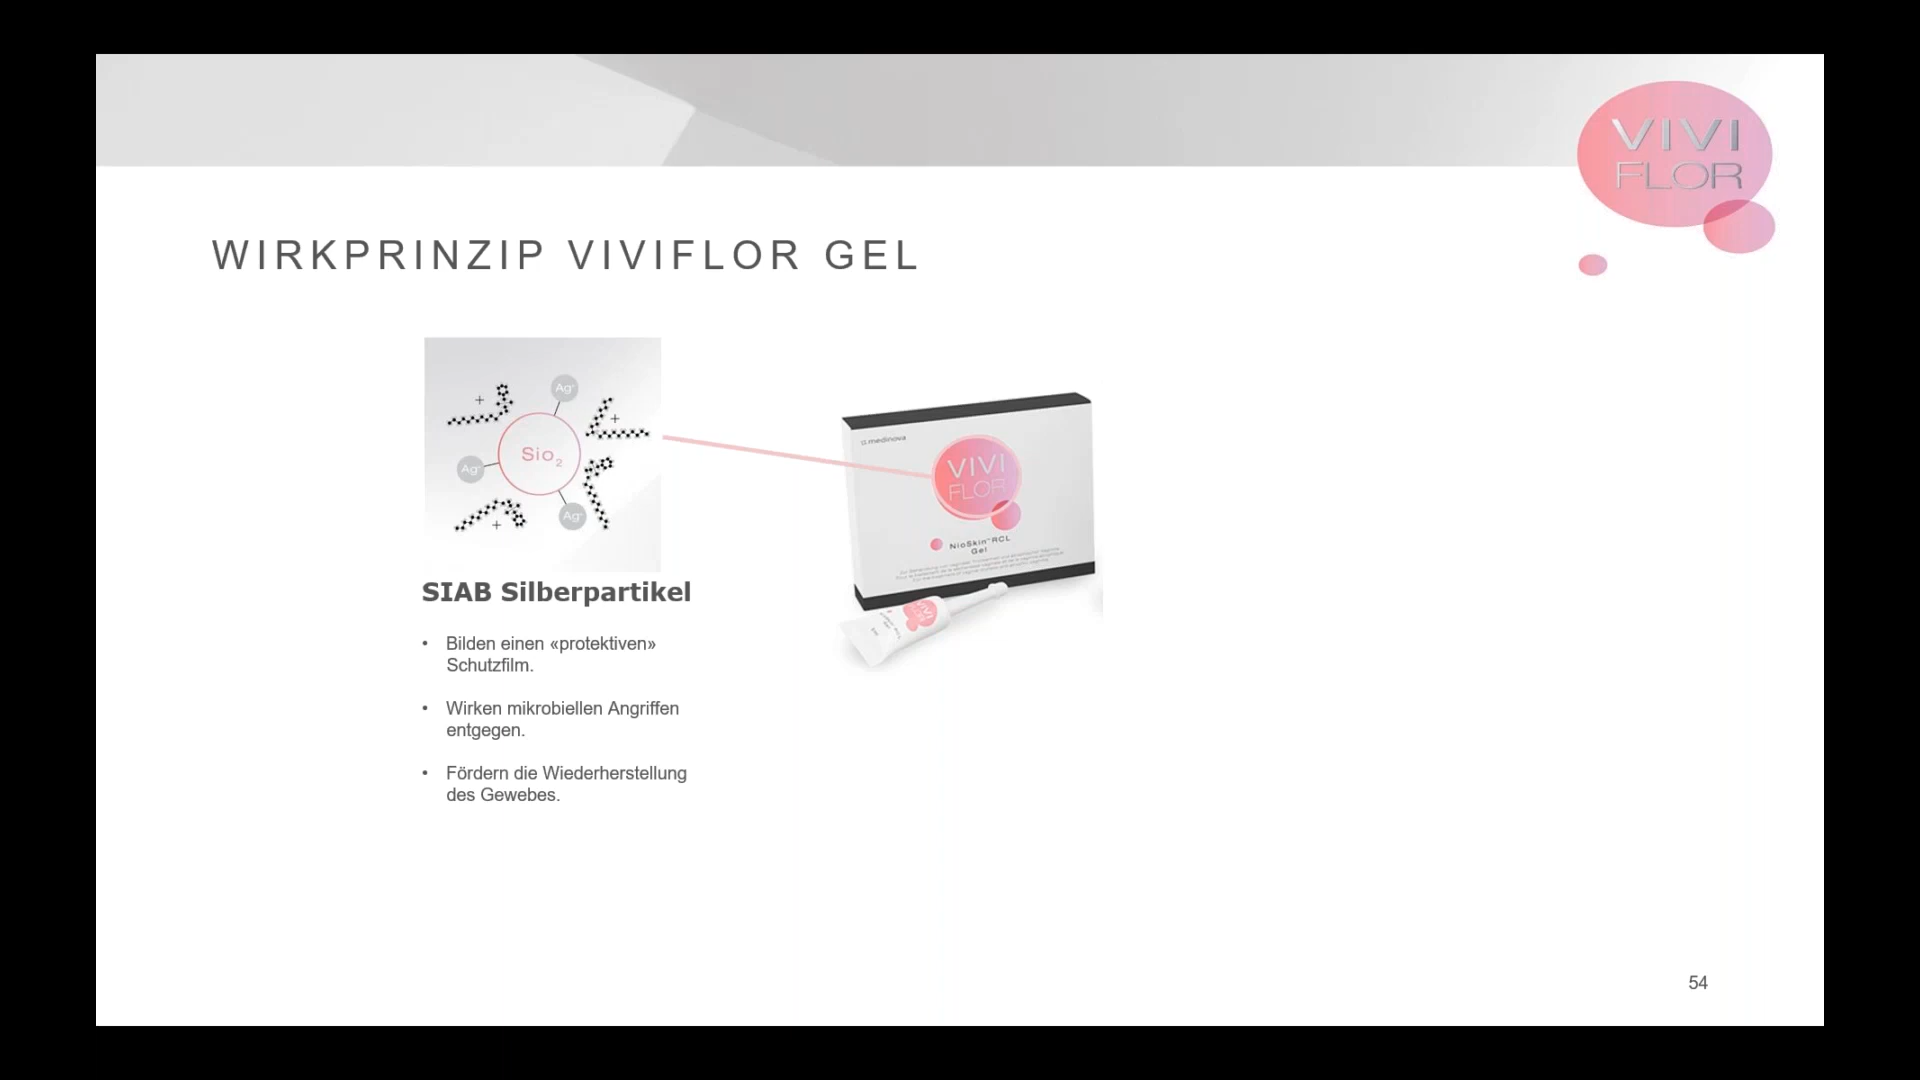 VIVI
FLOR
WIRKPRINZIP VIVIFLOR GEL
Ag+
Sio2
Ag+
Ag+
medinova
VIVI
FLOR
NioSkin™ RCL
Gel
SIAB Silberpartikel
• Bilden einen «protektiven»
Schutzfilm.
• Wirken mikrobiellen Angriffen
entgegen.
• Fördern die Wiederherstellung
des Gewebes.
54